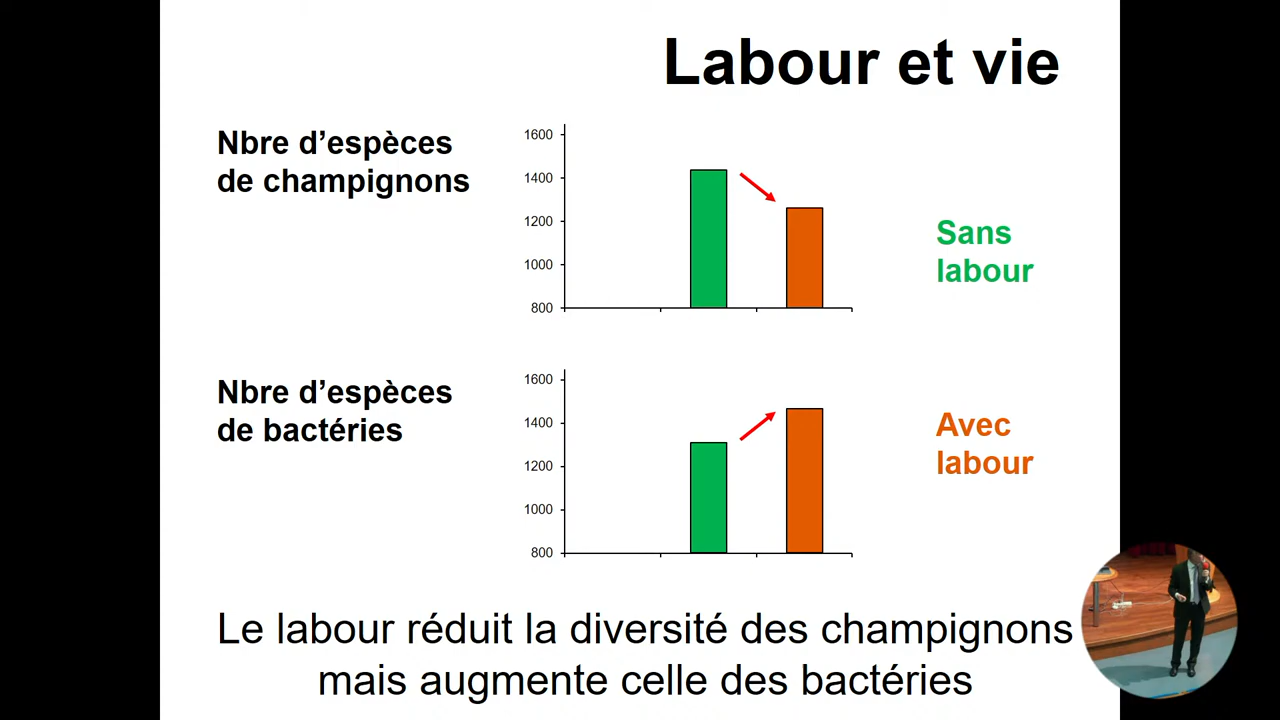 Labour et vie
Nbre d’espèces
de champignons
1600
1400
1200
1000
800
Sans
labour
Nbre d’espèces
de bactéries
1600
1400
1200
1000
800
Avec
labour
Le labour réduit la diversité des champignons
mais augmente celle des bactéries